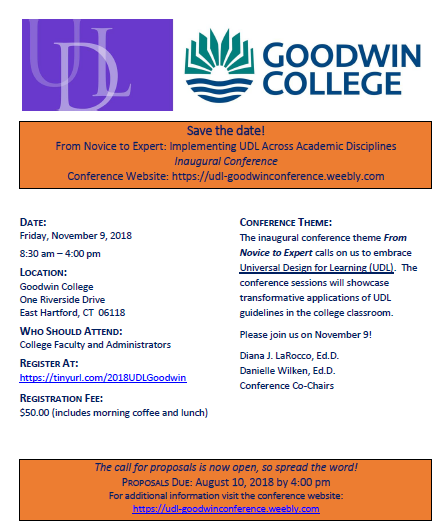 UDL
GOODWIN
COLLEGE
Save the date!
From Novice to Expert: Implementing UDL Across Academic Disciplines
Inaugural Conference
Conference Website: https://udl-goodwinconference.weebly.com
DATE:
Friday, November 9, 2018
8:30 am – 4:00 pm
LOCATION:
Goodwin College
One Riverside Drive
East Hartford, CT 06118
WHO SHOULD ATTEND:
College Faculty and Administrators
REGISTER AT:
https://tinyurl.com/2018UDLGoodwin
REGISTRATION FEE:
$50.00 (includes morning coffee and lunch)
CONFERENCE THEME:
The inaugural conference theme From
Novice to Expert calls on us to embrace
Universal Design for Learning (UDL). The
conference sessions will showcase
transformative applications of UDL
guidelines in the college classroom.
Please join us on November 9!
Diana J. LaRocco, Ed.D.
Danielle Wilken, Ed.D.
Conference Co-Chairs
The call for proposals is now open, so spread the word!
PROPOSALS DUE: August 10, 2018 by 4:00 pm
For additional information visit the conference website:
https://udl-goodwinconference.weebly.com